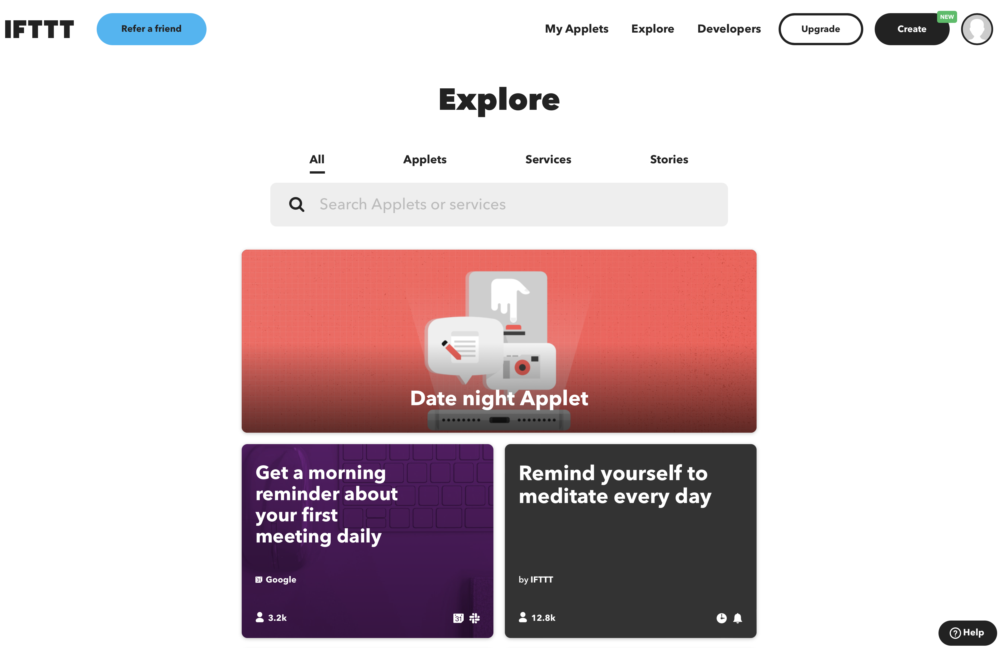 IFTTT
Refer a friend
My Applets
Explore
Developers
Upgrade
Create
NEW
Explore
All
Applets
Services
Stories
Search Applets or services
Date night Applet
Get a morning
reminder about
your first
meeting daily
31 Google
3.2k
31
Remind yourself to
meditate every day
by IFTTT
12.8k
? Help